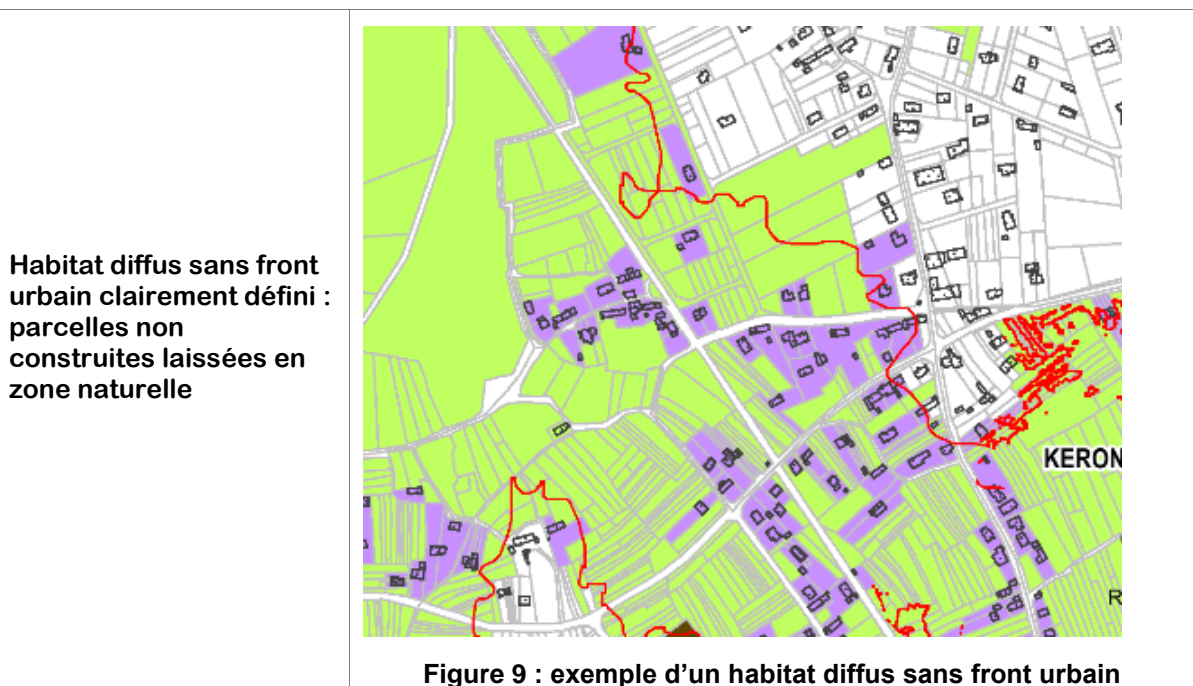 Habitat diffus sans front
urbain clairement défini :
parcelles non
construites laissées en
zone naturelle
KERON
R
Figure 9 : exemple d’un habitat diffus sans front urbain